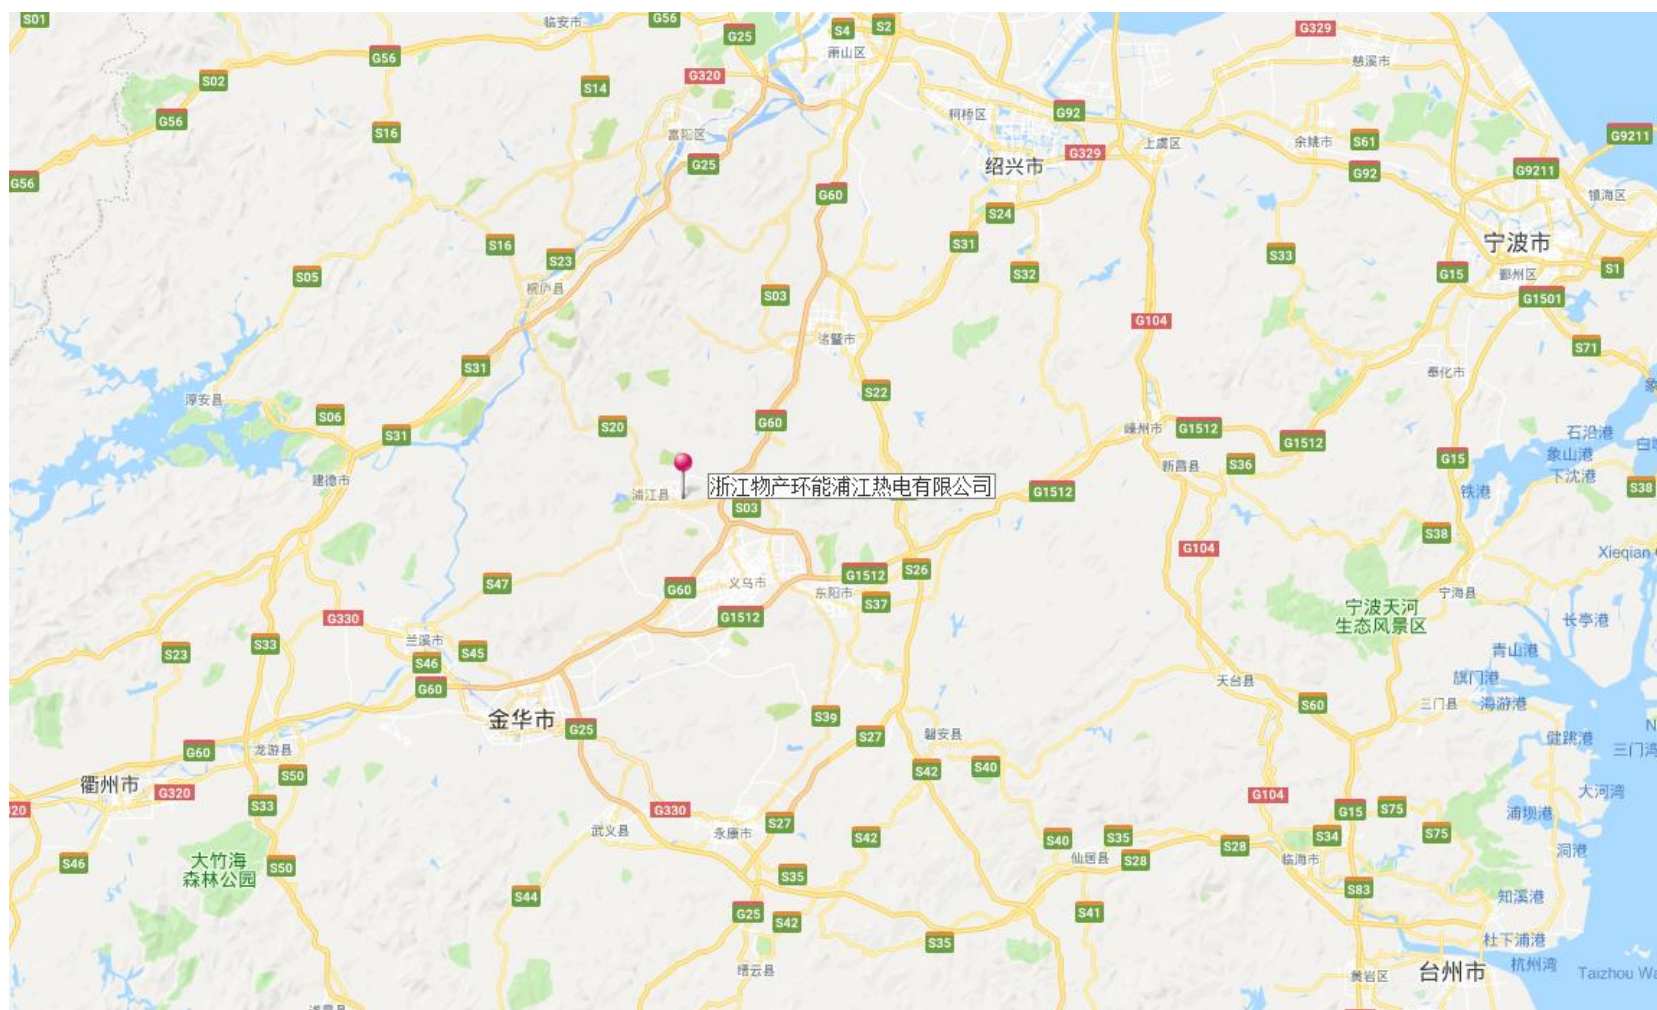 S01
临安市
G56
G25
S4
S2
萧山区
G329
慈溪市
G56
S02
G320
S14
G56
S16
富阳区
柯桥区
G92
G329
上虞区
余姚市
S61
G9211
G56
G25
G60
绍兴市
G92
G9211
镇海区
S24
S16
S23
S31
S32
S33
宁波市
鄞州区
G15
S1
S05
桐庐县
S03
G1501
G104
诸暨市
S71
S31
奉化市
淳安县
S06
S22
S20
G60
S31
嵊州市
G1512
G1512
石沿港
象山港
下沈港
新昌县
S36
G15
建德市
浦江县
浙江物产环能浦江热电有限公司
G1512
铁港
S38
S03
S38
G104
Xieqian
S47
G60
义乌市
G1512
S26
东阳市
S37
宁海县
宁波天河
生态风景区
G330
G1512
长亭港
兰溪市
S33
S23
S46
S45
青山港
G60
旗门港
天台县
S60
三门县
海游港
金华市
G25
S39
S27
磐安县
健跳港
三门湾
G60
龙游县
S50
S42
S40
衢州市
G320
S33
G330
G104
G15
S75
大河湾
浦坝港
武义县
永康市
S27
S42
S40
S35
S34
S75
S46
大竹海
森林公园
S50
仙居县
S28
S28
临海市
洞港
S35
S44
S83
知溪港
G25
S42
S41
S35
杜下浦港
缙云县
黄岩区
台州市
杭州湾
Taizhou Wa